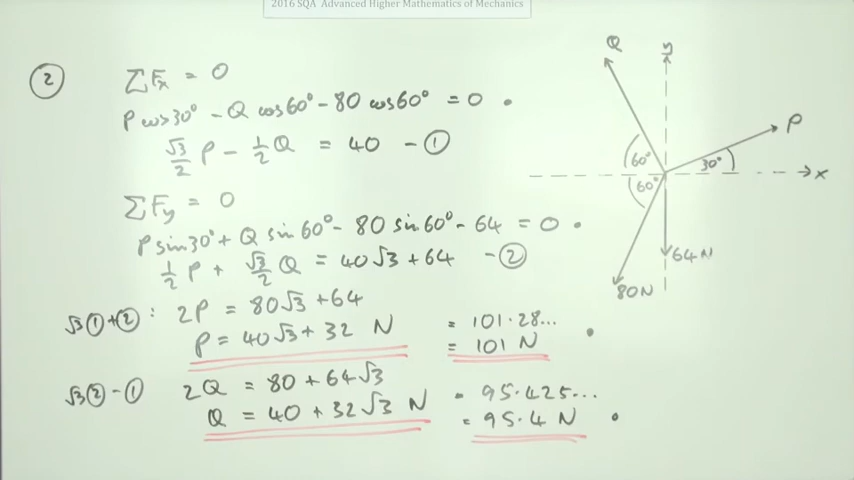 2016 SQA Advanced Higher Mathematics of Mechanics
2
ΣFx = 0
Pcos30° - Q cos60° - 80 cos60° = 0 •
√3/2 P - 1/2 Q = 40 - ①
ΣFy = 0
Psin30° + Q sin60° - 80 sin60° - 64 = 0 •
1/2 P + √3/2 Q = 40√3 + 64 - ②
√3① + ② : 2P = 80√3 + 64
P = 40√3 + 32 N = 101.28...
= 101 N •
√3② - ① 2Q = 80 + 64√3
Q = 40 + 32√3 N = 95.425...
= 95.4 N •
Q
y
P
60°
30°
x
60°
64N
80N